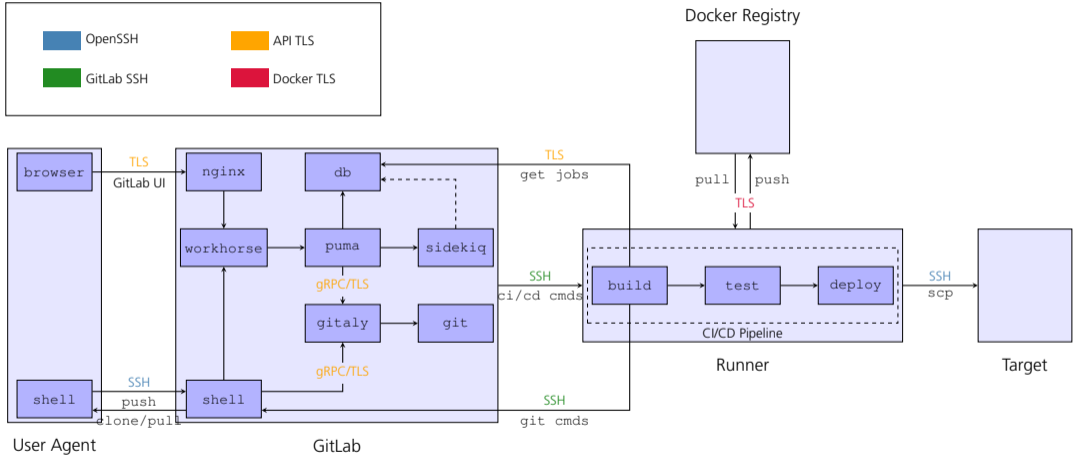 Docker Registry
OpenSSH
API TLS
GitLab SSH
Docker TLS
browser
TLS
GitLab UI
nginx
db
TLS
get jobs
pull
push
TLS
workhorse
puma
sidekiq
gRPC/TLS
SSH
ci/cd cmds
build
test
deploy
SSH
scp
gitaly
git
CI/CD Pipeline
Runner
Target
gRPC/TLS
shell
SSH
push
clone/pull
shell
SSH
git cmds
User Agent
GitLab